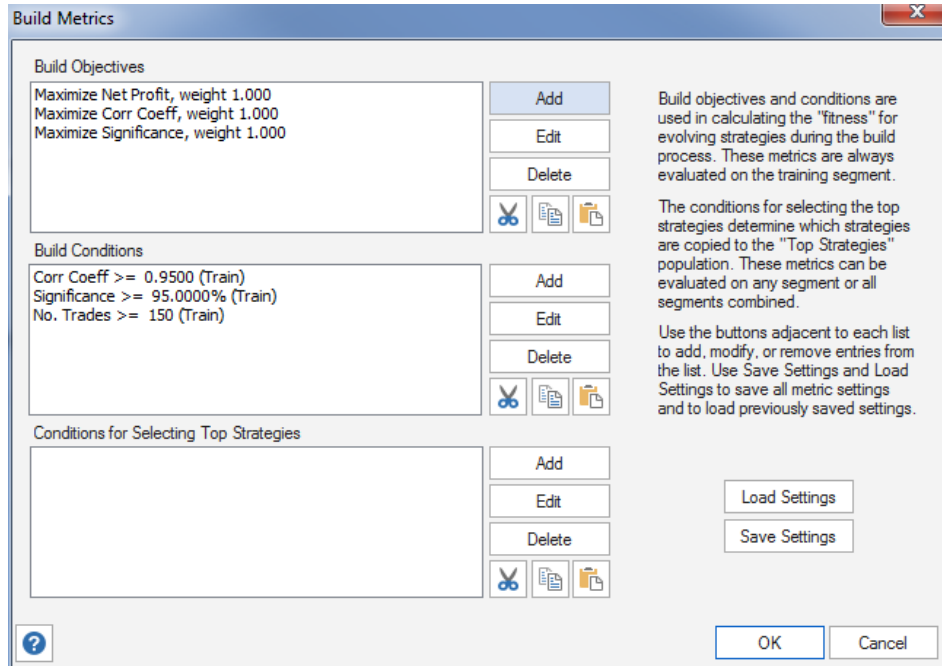 Build Metrics
X
Build Objectives
Maximize Net Profit, weight 1.000
Maximize Corr Coeff, weight 1.000
Maximize Significance, weight 1.000
Add
Edit
Delete
Build Conditions
Corr Coeff >=  0.9500 (Train)
Significance >=  95.0000% (Train)
No. Trades >=  150 (Train)
Add
Edit
Delete
Conditions for Selecting Top Strategies
Add
Edit
Delete
Build objectives and conditions are
used in calculating the "fitness" for
evolving strategies during the build
process. These metrics are always
evaluated on the training segment.
The conditions for selecting the top
strategies determine which strategies
are copied to the "Top Strategies"
population. These metrics can be
evaluated on any segment or all
segments combined.
Use the buttons adjacent to each list
to add, modify, or remove entries from
the list. Use Save Settings and Load
Settings to save all metric settings
and to load previously saved settings.
Load Settings
Save Settings
?
OK
Cancel